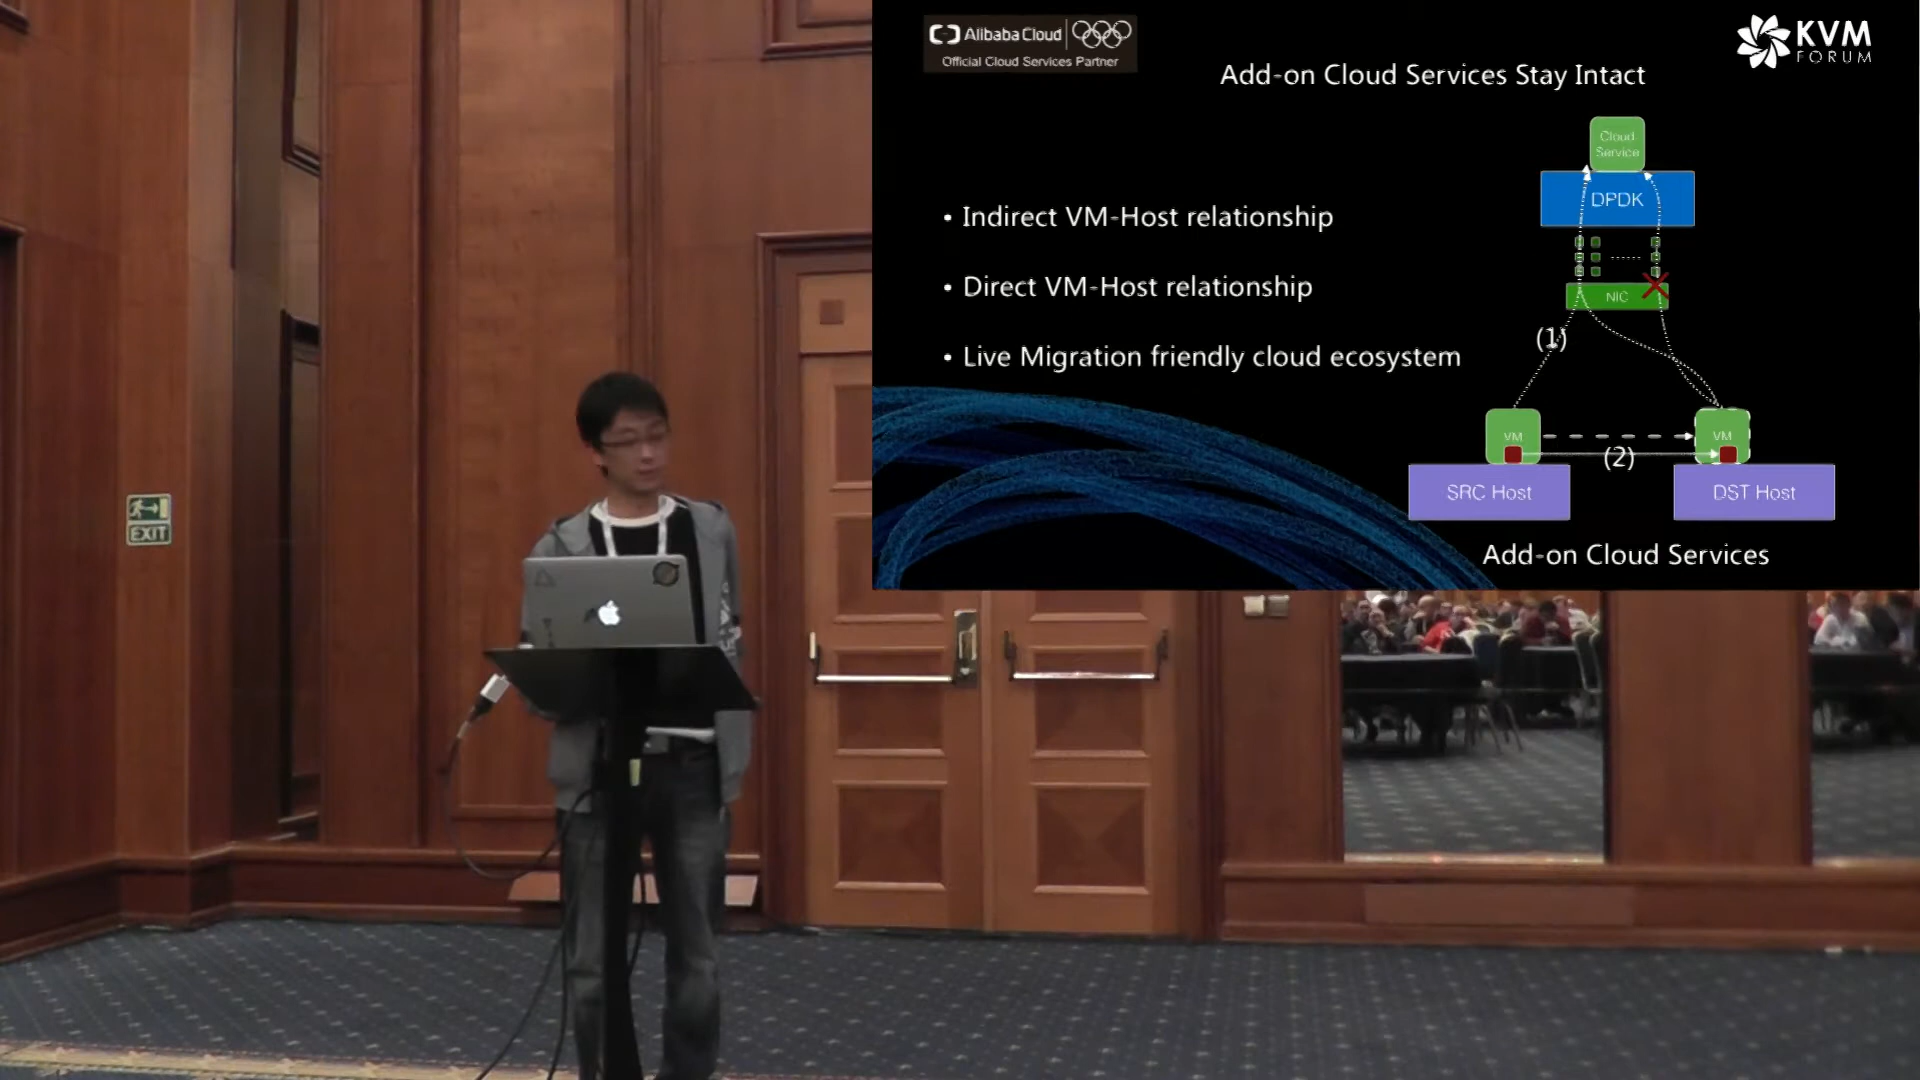 Alibaba Cloud
Official Cloud Services Partner
KVM
FORUM
Add-on Cloud Services Stay Intact
• Indirect VM-Host relationship
• Direct VM-Host relationship
• Live Migration friendly cloud ecosystem
Cloud
Service
DPDK
NIC
(1)
VM
VM
(2)
SRC Host
DST Host
Add-on Cloud Services
EXIT